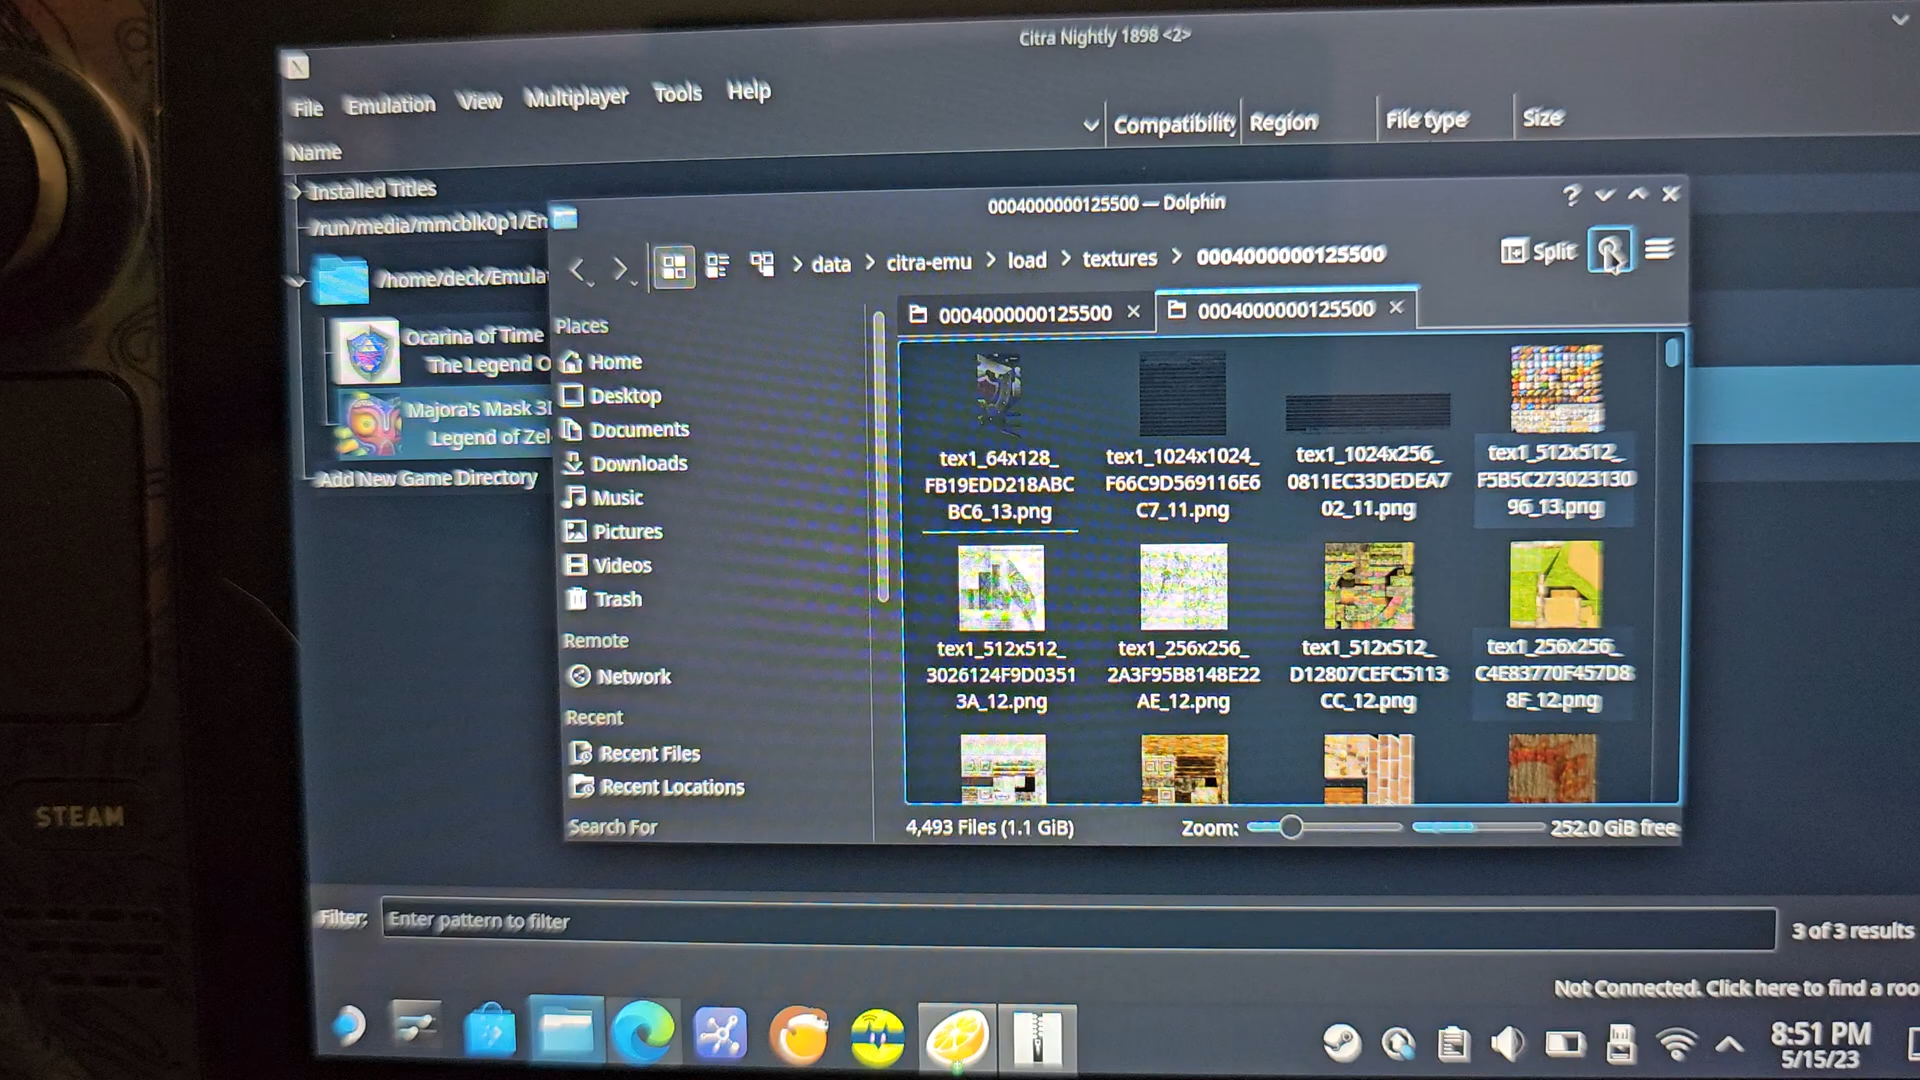 Citra Nightly 1898 <2>
File Emulation View Multiplayer Tools Help
Name Compatibility Region File type Size
Installed Titles
/run/media/mmcblk0p1/Em
/home/deck/Emulat
Ocarina of Time
The Legend O
Majora's Mask 3D
Legend of Zel
Add New Game Directory
0004000000125500 — Dolphin
data > citra-emu > load > textures > 0004000000125500
Split
0004000000125500
0004000000125500
Places
Home
Desktop
Documents
Downloads
Music
Pictures
Videos
Trash
Remote
Network
Recent
Recent Files
Recent Locations
Search For
tex1_64x128_
FB19EDD218ABC
BC6_13.png
tex1_1024x1024_
F66C9D569116E6
C7_11.png
tex1_1024x256_
0811EC33DEDEA7
02_11.png
tex1_512x512_
F5B5C273023130
96_13.png
tex1_512x512_
3026124F9D0351
3A_12.png
tex1_256x256_
2A3F95B8148E22
AE_12.png
tex1_512x512_
D12807CEFC5113
CC_12.png
tex1_256x256_
C4E83770F457D8
8F_12.png
4,493 Files (1.1 GiB)
Zoom:
252.0 GiB free
Filter: Enter pattern to filter
3 of 3 results
Not Connected. Click here to find a roo
8:51 PM
5/15/23
STEAM